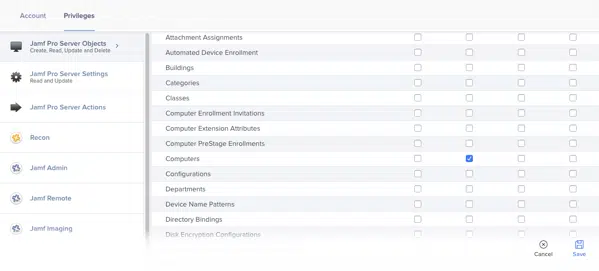 Account
Privileges
Jamf Pro Server Objects
Create, Read, Update and Delete
Jamf Pro Server Settings
Read and Update
Jamf Pro Server Actions
Recon
Jamf Admin
Jamf Remote
Jamf Imaging
Attachment Assignments
Automated Device Enrollment
Buildings
Categories
Classes
Computer Enrollment Invitations
Computer Extension Attributes
Computer PreStage Enrollments
Computers
Configurations
Departments
Device Name Patterns
Directory Bindings
Disk Encryption Configurations
Cancel
Save